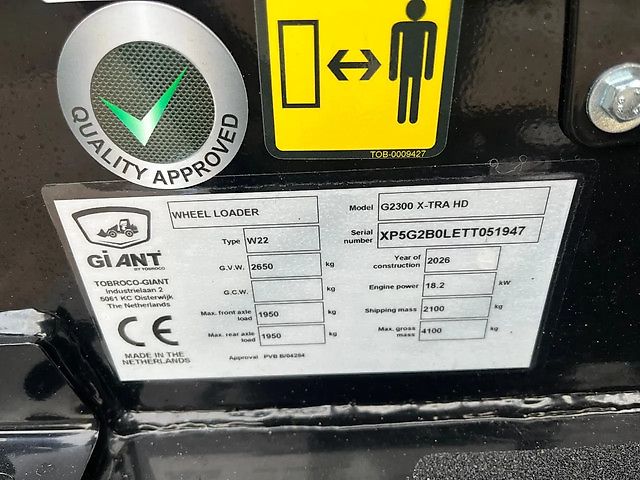 QUALITY APPROVED
TOB-0009427
GiANT
BY TOBROCO
TOBROCO-GIANT
Industrielaan 2
5061 KC Oisterwijk
The Netherlands
CE
MADE IN THE
NETHERLANDS
WHEEL LOADER
Type W22
G.V.W. 2650 kg
G.C.W. kg
Max. front axle load 1950 kg
Max. rear axle load 1950 kg
Approval PVB B/04284
Model G2300 X-TRA HD
Serial number XP5G2B0LETT051947
Year of construction 2026
Engine power 18.2 kW
Shipping mass 2100 kg
Max. gross mass 4100 kg